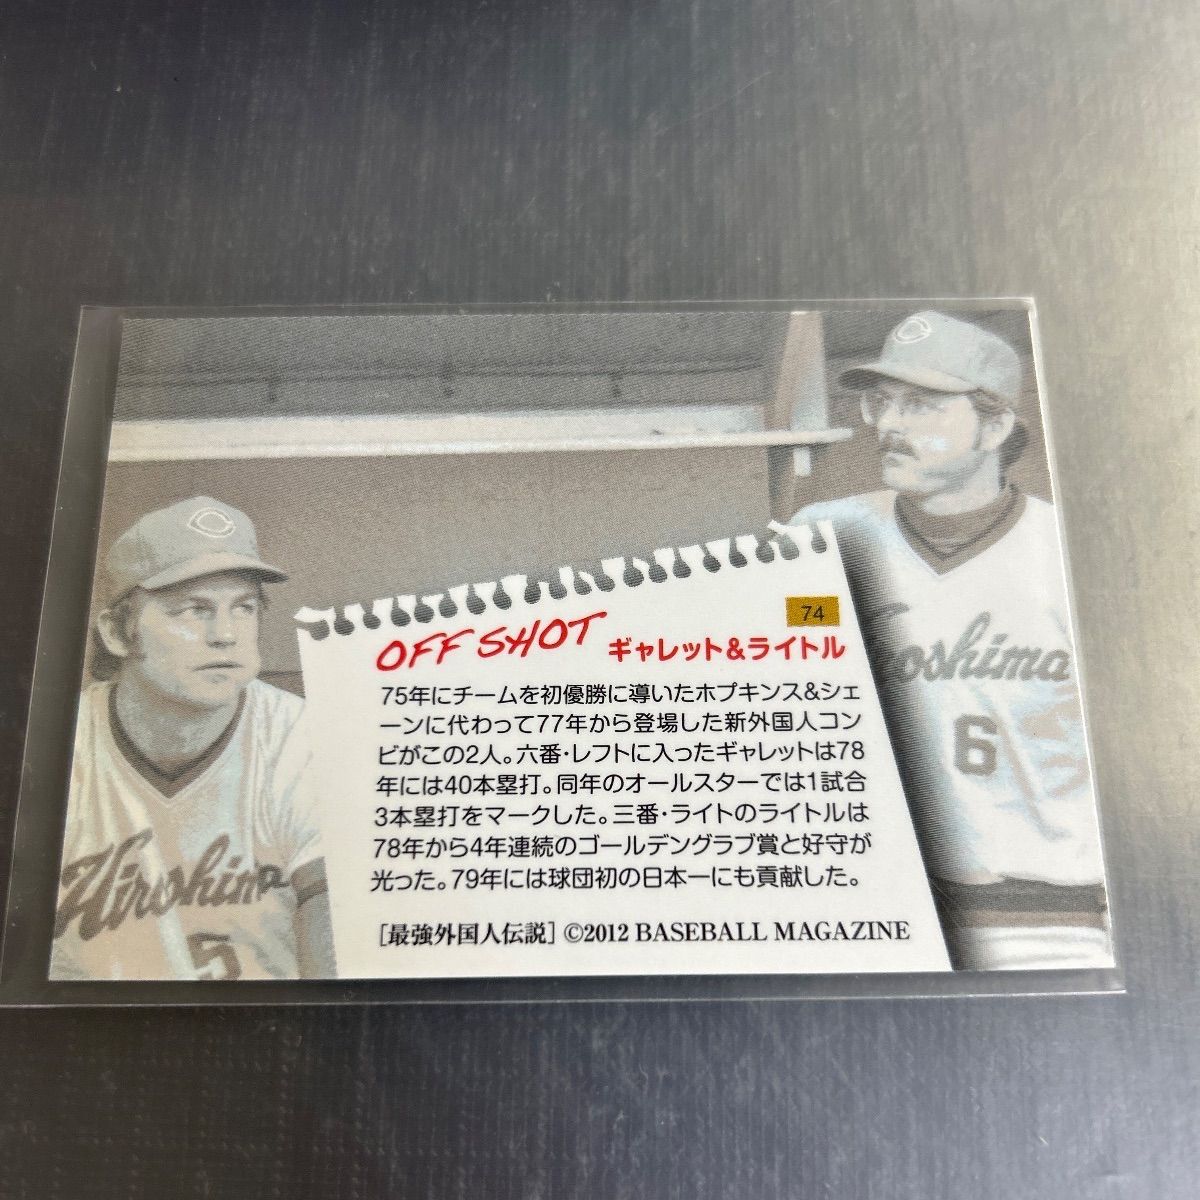 74
OFF SHOT
ギャレット&ライトル
75年にチームを初優勝に導いたホプキンス&シェ
ーンに代わって77年から登場した新外国人コン
ビがこの2人。六番・レフトに入ったギャレットは78
年には40本塁打。同年のオールスターでは1試合
3本塁打をマークした。三番・ライトのライトルは
78年から4年連続のゴールデングラブ賞と好守が
光った。79年には球団初の日本一にも貢献した。
[最強外国人伝説] ©2012 BASEBALL MAGAZINE
C
Hiroshima
5
C
roshima
6